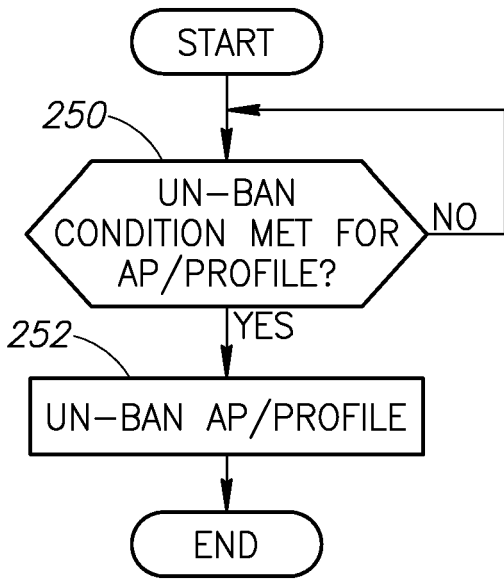 START
250
UN-BAN
CONDITION MET FOR
AP/PROFILE?
NO
YES
252
UN-BAN AP/PROFILE
END